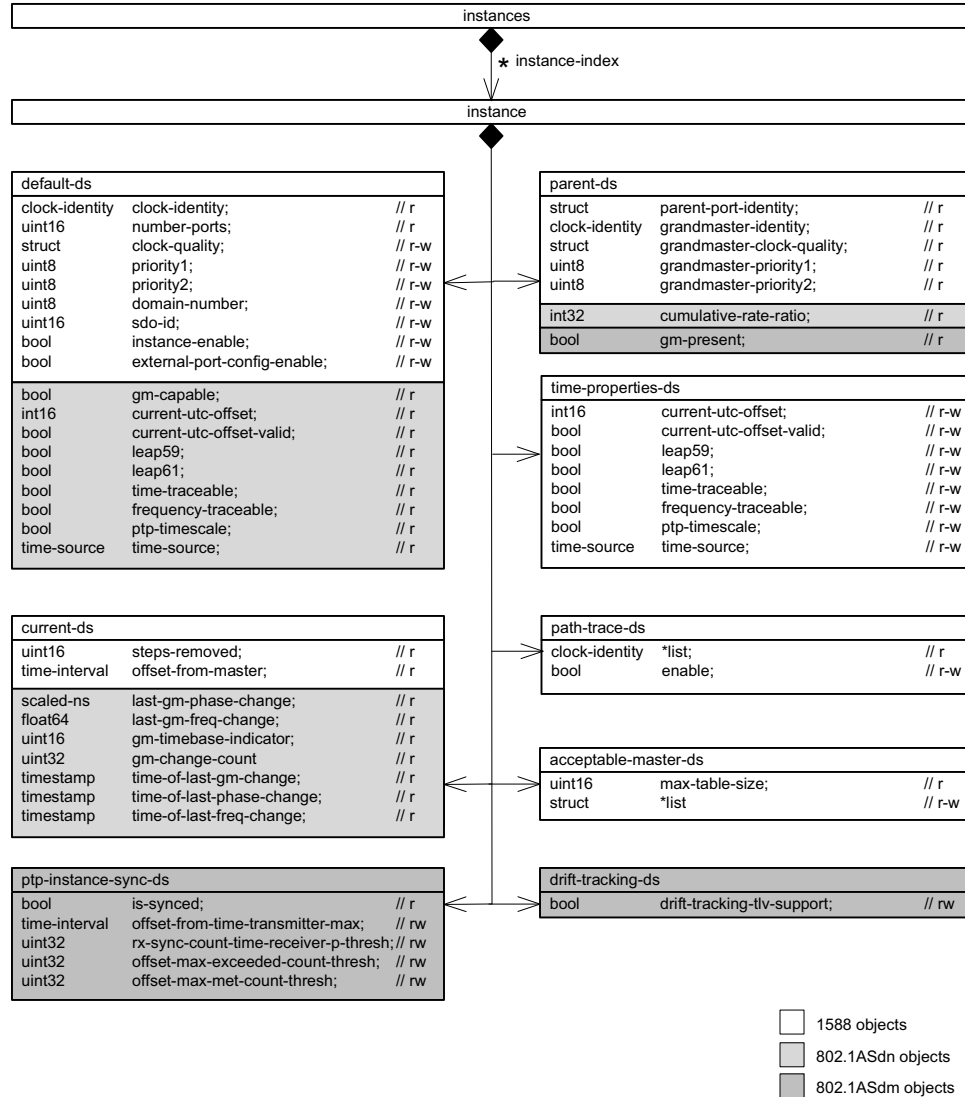 instances
* instance-index
instance
default-ds
clock-identity clock-identity; // r
uint16 number-ports; // r
struct clock-quality; // r-w
uint8 priority1; // r-w
uint8 priority2; // r-w
uint8 domain-number; // r-w
uint16 sdo-id; // r-w
bool instance-enable; // r-w
bool external-port-config-enable; // r-w
bool gm-capable; // r
int16 current-utc-offset; // r
bool current-utc-offset-valid; // r
bool leap59; // r
bool leap61; // r
bool time-traceable; // r
bool frequency-traceable; // r
bool ptp-timescale; // r
time-source time-source; // r
parent-ds
struct parent-port-identity; // r
clock-identity grandmaster-identity; // r
struct grandmaster-clock-quality; // r
uint8 grandmaster-priority1; // r
uint8 grandmaster-priority2; // r
int32 cumulative-rate-ratio; // r
bool gm-present; // r
time-properties-ds
int16 current-utc-offset; // r-w
bool current-utc-offset-valid; // r-w
bool leap59; // r-w
bool leap61; // r-w
bool time-traceable; // r-w
bool frequency-traceable; // r-w
bool ptp-timescale; // r-w
time-source time-source; // r-w
current-ds
uint16 steps-removed; // r
time-interval offset-from-master; // r
scaled-ns last-gm-phase-change; // r
float64 last-gm-freq-change; // r
uint16 gm-timebase-indicator; // r
uint32 gm-change-count // r
timestamp time-of-last-gm-change; // r
timestamp time-of-last-phase-change; // r
timestamp time-of-last-freq-change; // r
path-trace-ds
clock-identity *list; // r
bool enable; // r-w
acceptable-master-ds
uint16 max-table-size; // r
struct *list // r-w
ptp-instance-sync-ds
bool is-synced; // r
time-interval offset-from-time-transmitter-max; // rw
uint32 rx-sync-count-time-receiver-p-thresh; // rw
uint32 offset-max-exceeded-count-thresh; // rw
uint32 offset-max-met-count-thresh; // rw
drift-tracking-ds
bool drift-tracking-tlv-support; // rw
1588 objects
802.1ASdn objects
802.1ASdm objects